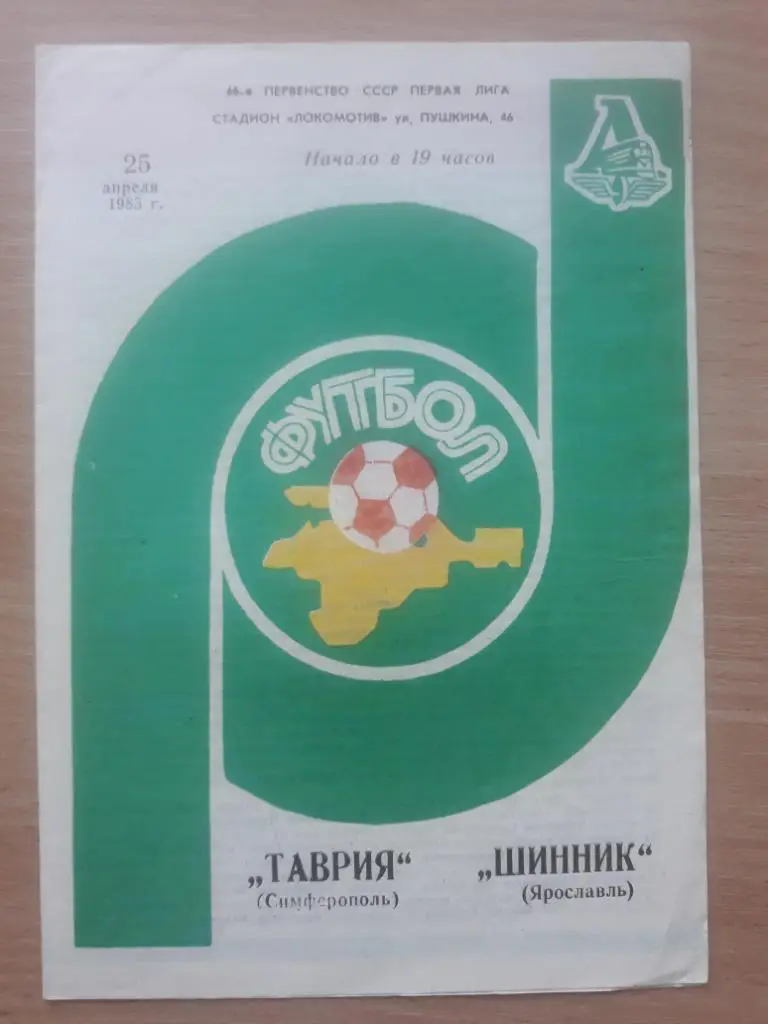 48-е ПЕРВЕНСТВО СССР ПЕРВАЯ ЛИГА
СТАДИОН «ЛОКОМОТИВ» ул, ПУШКИНА, 46
Начало в 19 часов
25
апреля
1985 г.
ФУТБОЛ
„ТАВРИЯ“
(Симферополь)
„ШИННИК“
(Ярославль)